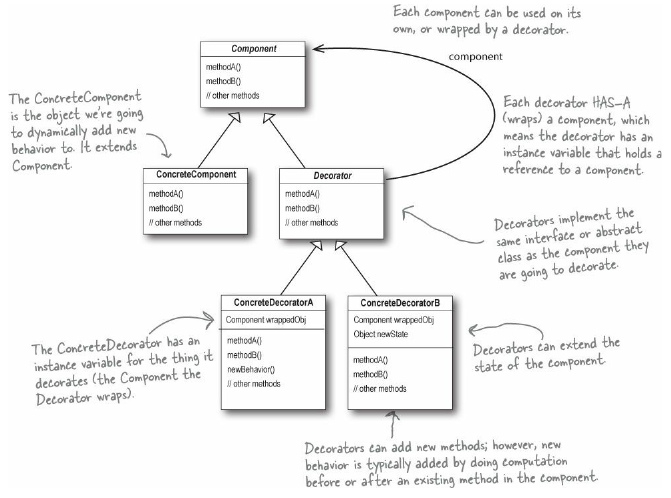 Each component can be used on its
own, or wrapped by a decorator.
Component
methodA()
methodB()
// other methods
component
The ConcreteComponent
is the object we're going
to dynamically add new
behavior to. It extends
Component.
Each decorator HAS-A
(wraps) a component, which
means the decorator has an
instance variable that holds a
reference to a component.
ConcreteComponent
methodA()
methodB()
// other methods
Decorator
methodA()
methodB()
// other methods
Decorators implement the
same interface or abstract
class as the component they
are going to decorate.
ConcreteDecoratorA
Component wrappedObj
methodA()
methodB()
newBehavior()
// other methods
ConcreteDecoratorB
Component wrappedObj
Object newState
methodA()
methodB()
// other methods
The ConcreteDecorator has an
instance variable for the thing it
decorates (the Component the
Decorator wraps).
Decorators can extend the
state of the component.
Decorators can add new methods; however, new
behavior is typically added by doing computation
before or after an existing method in the component.